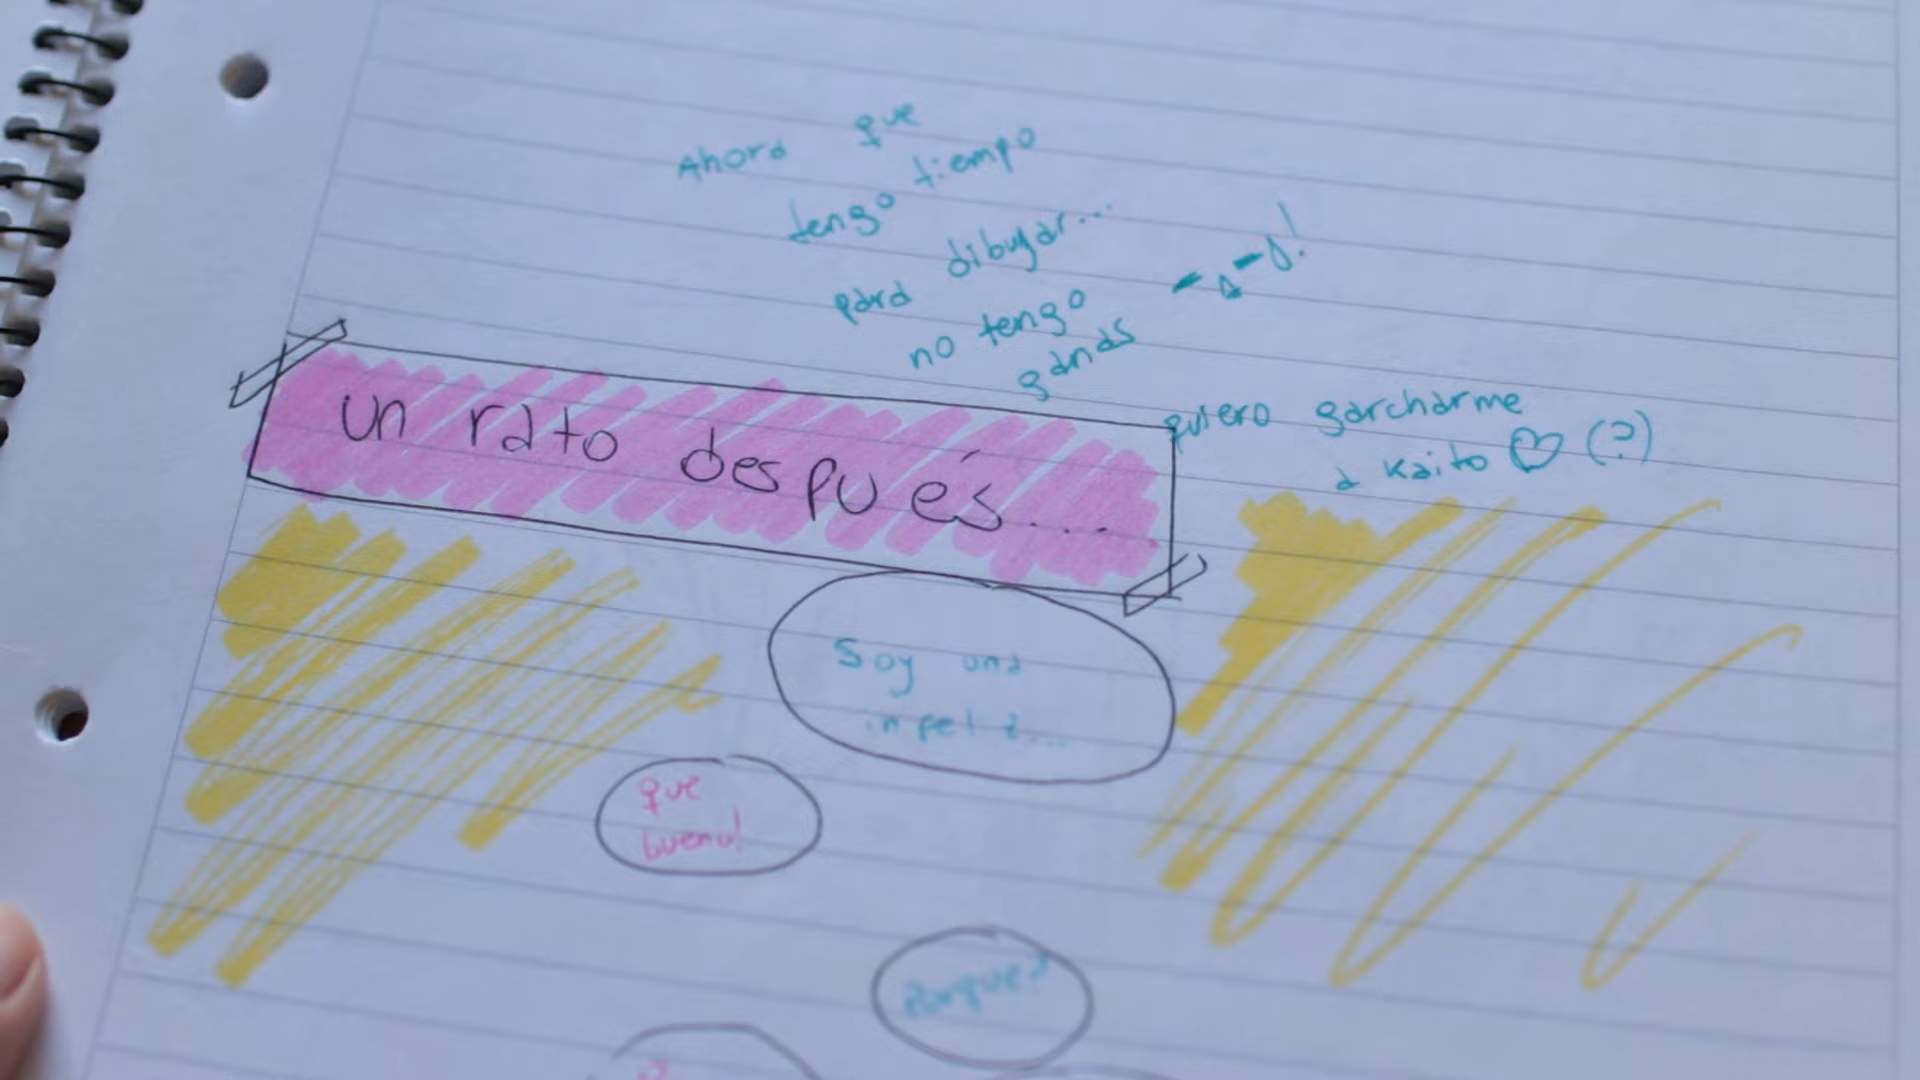 Ahora que
tengo tiempo
para dibujar...
no tengo
ganas
quiero garcharme
a kaito ♡ (?)
un rato después....
Soy una
inpeta...
que
bueno!
Porque?